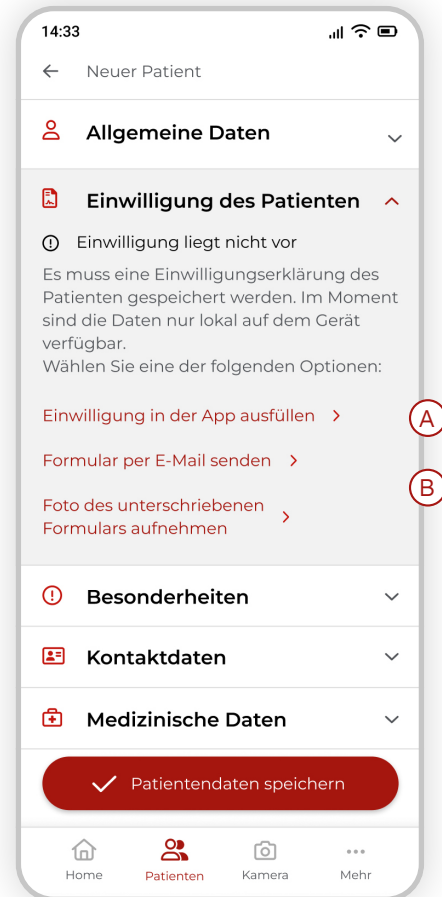 14:33
Neuer Patient
Allgemeine Daten
Einwilligung des Patienten
Einwilligung liegt nicht vor
Es muss eine Einwilligungserklärung des
Patienten gespeichert werden. Im Moment
sind die Daten nur lokal auf dem Gerät
verfügbar.
Wählen Sie eine der folgenden Optionen:
Einwilligung in der App ausfüllen
A
Formular per E-Mail senden
B
Foto des unterschriebenen
Formulars aufnehmen
Besonderheiten
Kontaktdaten
Medizinische Daten
Patientendaten speichern
Home Patienten Kamera Mehr